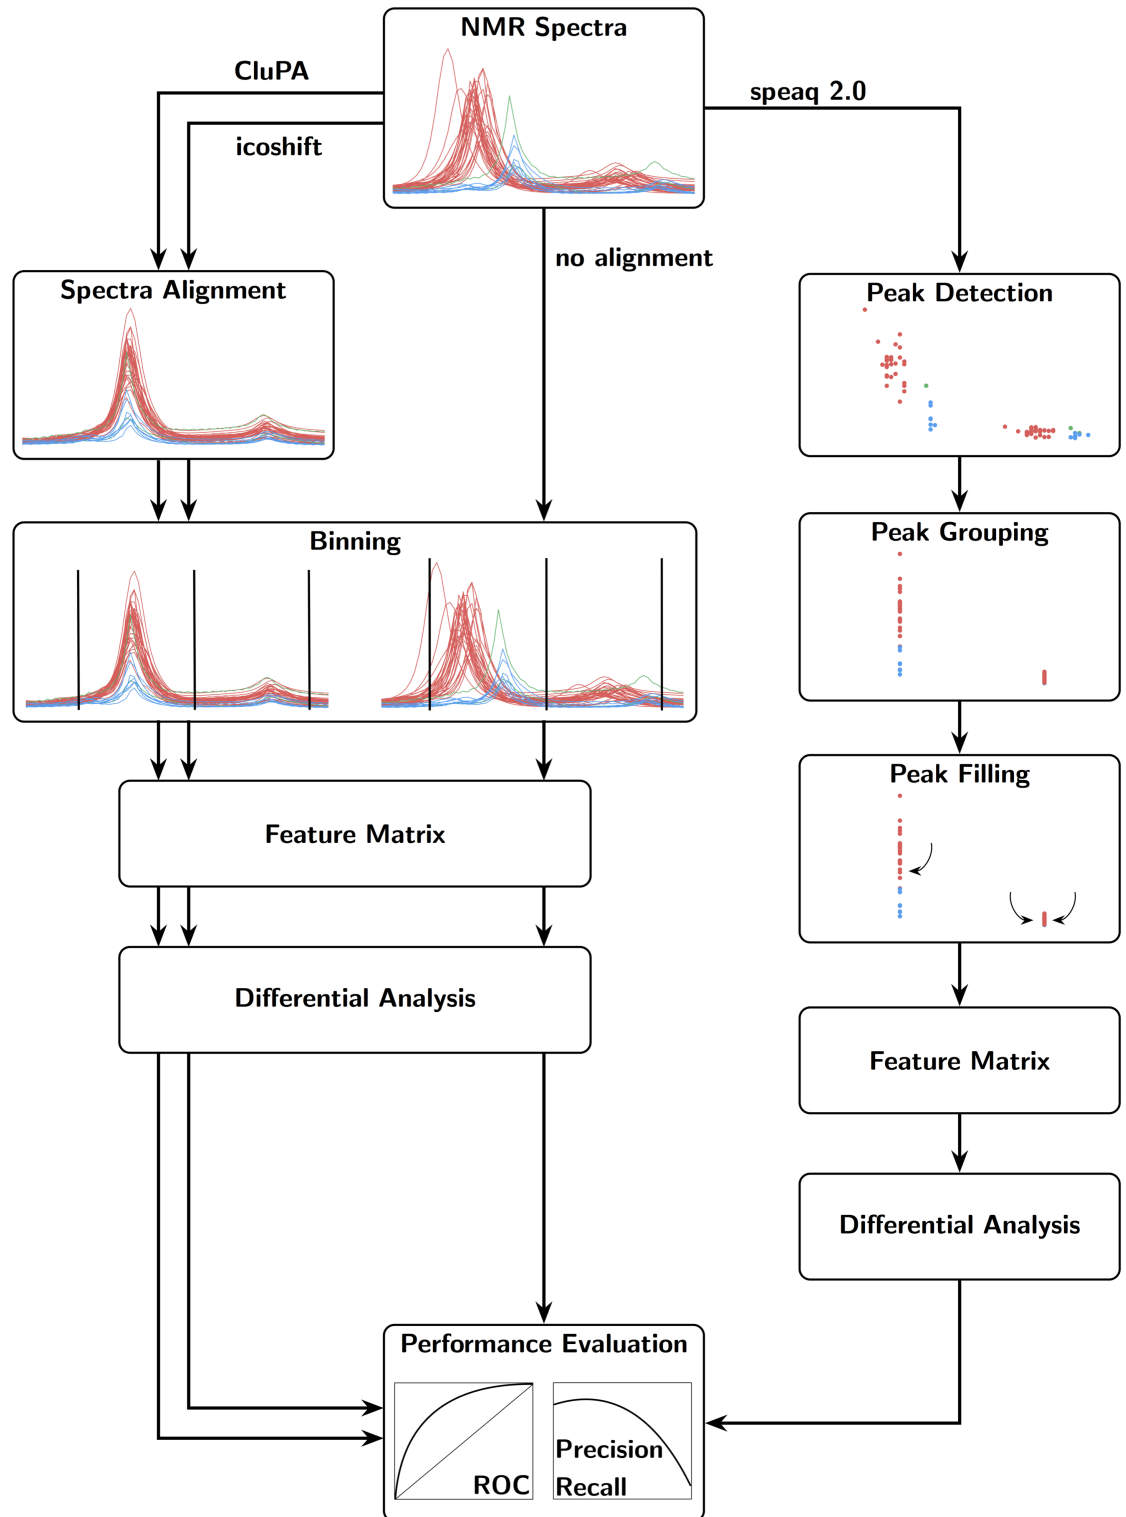 NMR Spectra
CluPA
speaq 2.0
icoshift
no alignment
Spectra Alignment
Peak Detection
Binning
Peak Grouping
Peak Filling
Feature Matrix
Differential Analysis
Feature Matrix
Differential Analysis
Performance Evaluation
ROC
Precision
Recall